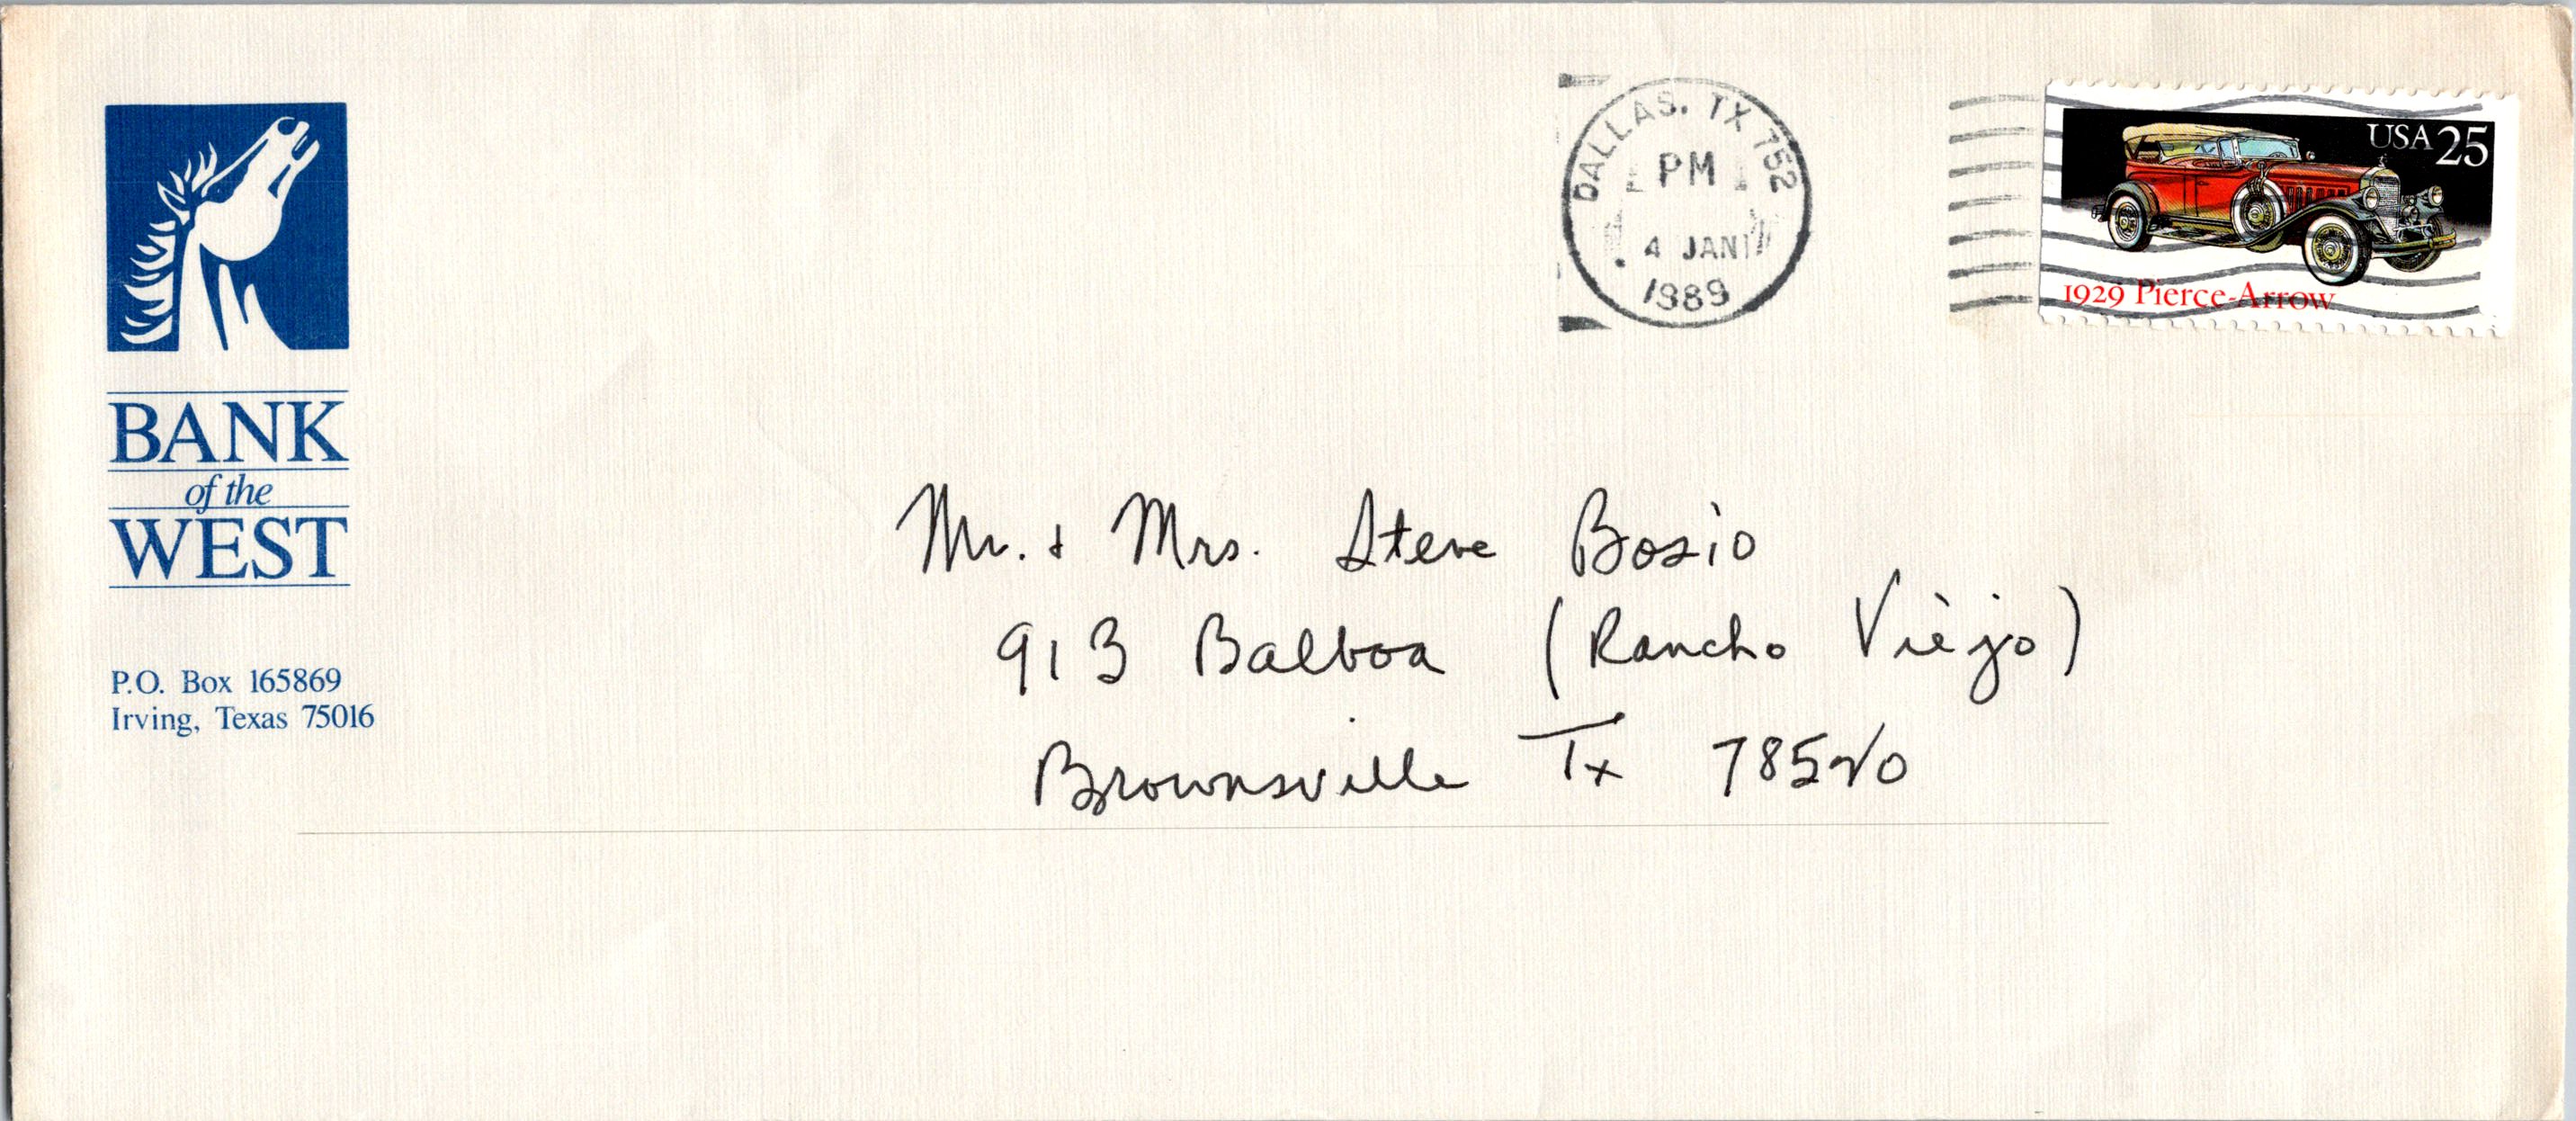 BANK
of the
WEST
P.O. Box 165869
Irving, Texas 75016
DALLAS, TX 752
PM
4 JAN
1989
USA 25
1929 Pierce-Arrow
Mr. + Mrs. Steve Bosio
913 Balboa (Rancho Viejo)
Brownsville Tx 78520